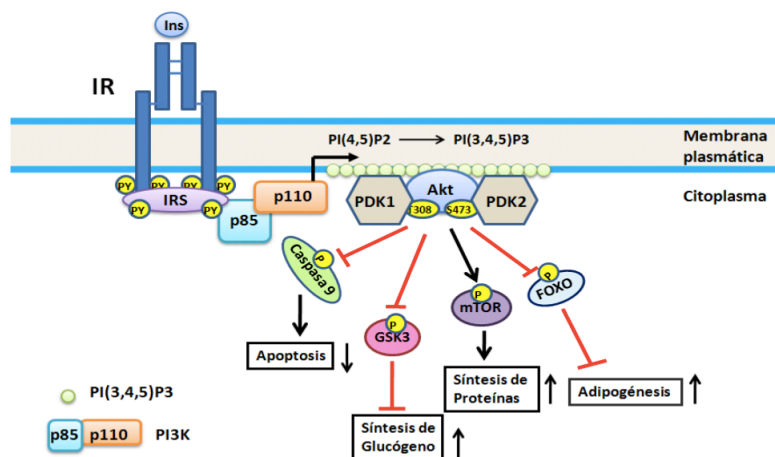 Ins
IR
PI(4,5)P2 PI(3,4,5)P3
Membrana
plasmática
Citoplasma
PY PY PY PY
IRS
PY PY
p85
p110
PDK1
Akt
PDK2
T308
S473
P
Caspasa 9
P
GSK3
P
mTOR
P
FOXO
Apoptosis
Síntesis de
Proteínas
Adipogénesis
Síntesis de
Glucógeno
PI(3,4,5)P3
p85 p110 PI3K